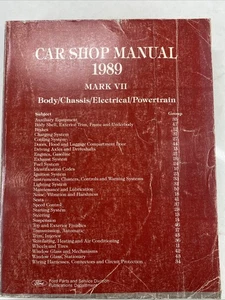 CAR SHOP MANUAL
1989
MARK VII
Body/Chassis/Electrical/Powertrain
Subject Group
Auxiliary Equipment
Body Shell, Exterior Trim, Frame and Underbody
Brakes
Charging System
Cooling System
Doors, Hood and Luggage Compartment Door
Driving Axles and Driveshafts
Engines, Gasoline
Exhaust System
Fuel System
Identification Codes
Ignition System
Instruments, Clusters, Controls and Warning Systems
Lighting System
Maintenance and Lubrication
Noise, Vibration and Harshness
Seats
Speed Control
Starting System
Steering
Suspension
Top and Exterior Finishes
Transmission, Automatic
Trim, Interior
Ventilating, Heating and Air Conditioning
Wheels and Tires
Window Glass and Mechanisms
Window Glass, Stationary
Wiring Harnesses, Connectors and Circuit Protection
Ford Parts and Service Division
Publications Department